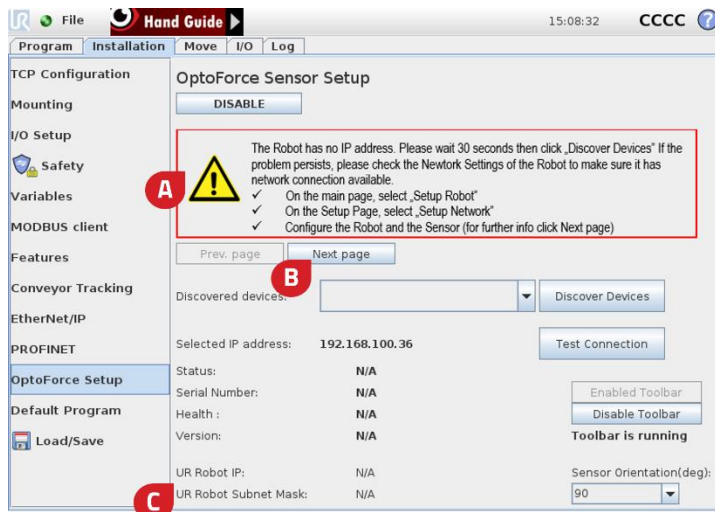 UR File Hand Guide 15:08:32 CCCC ?
Program Installation Move I/O Log
TCP Configuration
Mounting
I/O Setup
Safety
Variables
MODBUS client
Features
Conveyor Tracking
EtherNet/IP
PROFINET
OptoForce Setup
Default Program
Load/Save
OptoForce Sensor Setup
DISABLE
A
The Robot has no IP address. Please wait 30 seconds then click „Discover Devices" If the
problem persists, please check the Newtork Settings of the Robot to make sure it has
network connection available.
✓ On the main page, select „Setup Robot"
✓ On the Setup Page, select „Setup Network"
✓ Configure the Robot and the Sensor (for further info click Next page)
Prev. page Next page
B
Discovered devices: Discover Devices
Selected IP address: 192.168.100.36 Test Connection
Status: N/A
Serial Number: N/A Enabled Toolbar
Health : N/A Disable Toolbar
Version: N/A Toolbar is running
UR Robot IP: N/A Sensor Orientation(deg):
C
UR Robot Subnet Mask: N/A 90